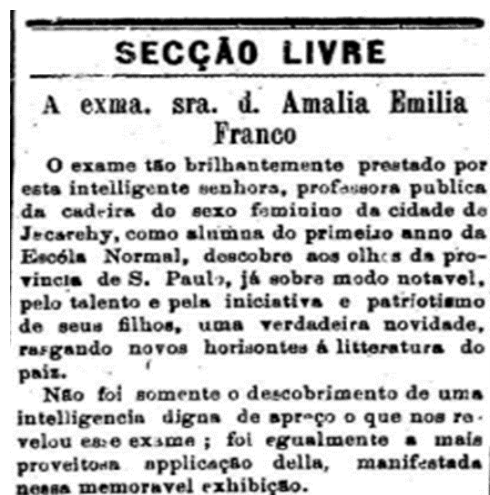 SECÇÃO LIVRE
A exma. sra. d. Amalia Emilia
Franco
O exame tão brilhantemente prestado por
esta intelligente senhora, professora publica
da cadeira do sexo feminino da cidade de
Jacarehy, como alumna do primeiro anno da
Escóla Normal, descobre aos olhos da pro-
vincia de S. Paulo, já sobre modo notavel,
pelo talento e pela iniciativa e patriotismo
de seus filhos, uma verdadeira novidade,
rasgando novos horisontes á litteratura do
paiz.
Não foi somente o descobrimento de uma
intelligencia digna de apreço o que nos re-
velou esse exame ; foi egualmente a mais
proveitosa applicação della, manifestada
nessa memoravel exhibição.